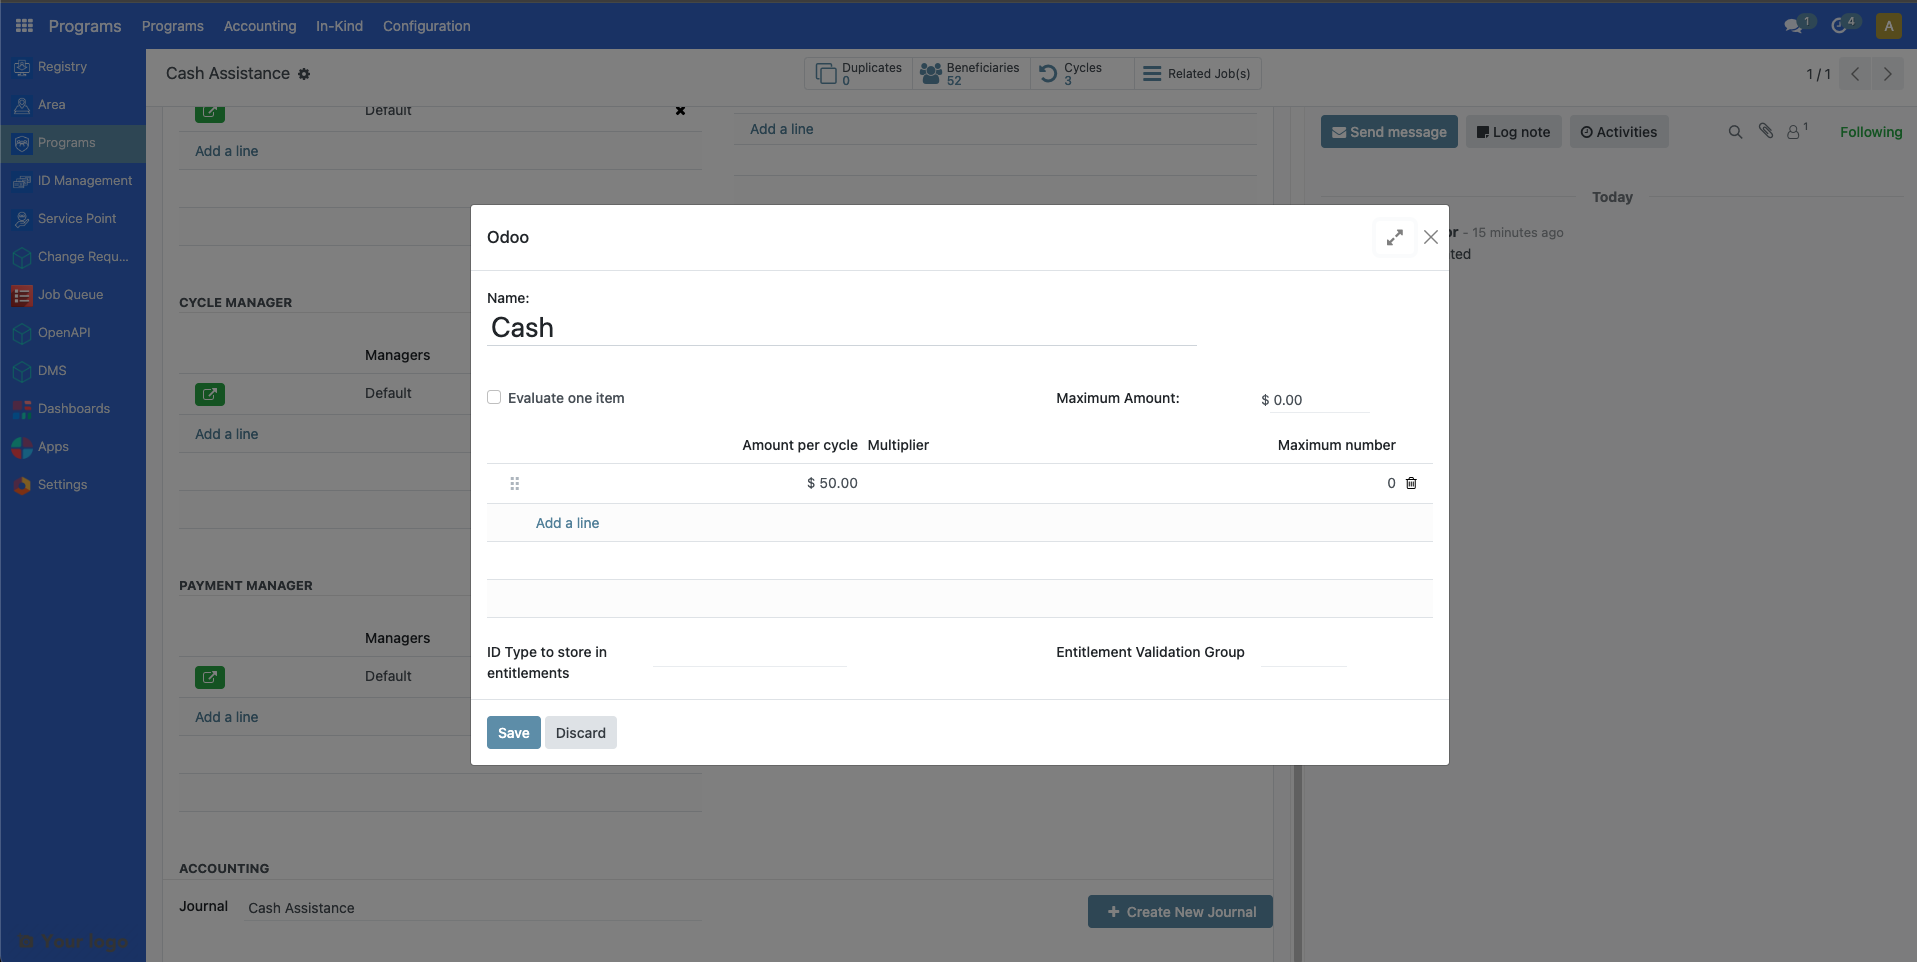 Programs Programs Accounting In-Kind Configuration 1 4 A
Registry
Area
Programs
ID Management
Service Point
Change Requ...
Job Queue
OpenAPI
DMS
Dashboards
Apps
Settings
Your logo
Cash Assistance
Duplicates
0
Beneficiaries
52
Cycles
3
Related Job(s)
1 / 1
Default
Add a line
Add a line
Send message Log note Activities 1 Following
Today
or - 15 minutes ago
ted
CYCLE MANAGER
Managers
Default
Add a line
PAYMENT MANAGER
Managers
Default
Add a line
ACCOUNTING
Journal Cash Assistance
Create New Journal
Odoo
Name:
Cash
Evaluate one item
Maximum Amount: $ 0.00
Amount per cycle Multiplier Maximum number
$ 50.00 0
Add a line
ID Type to store in
entitlements
Entitlement Validation Group
Save Discard